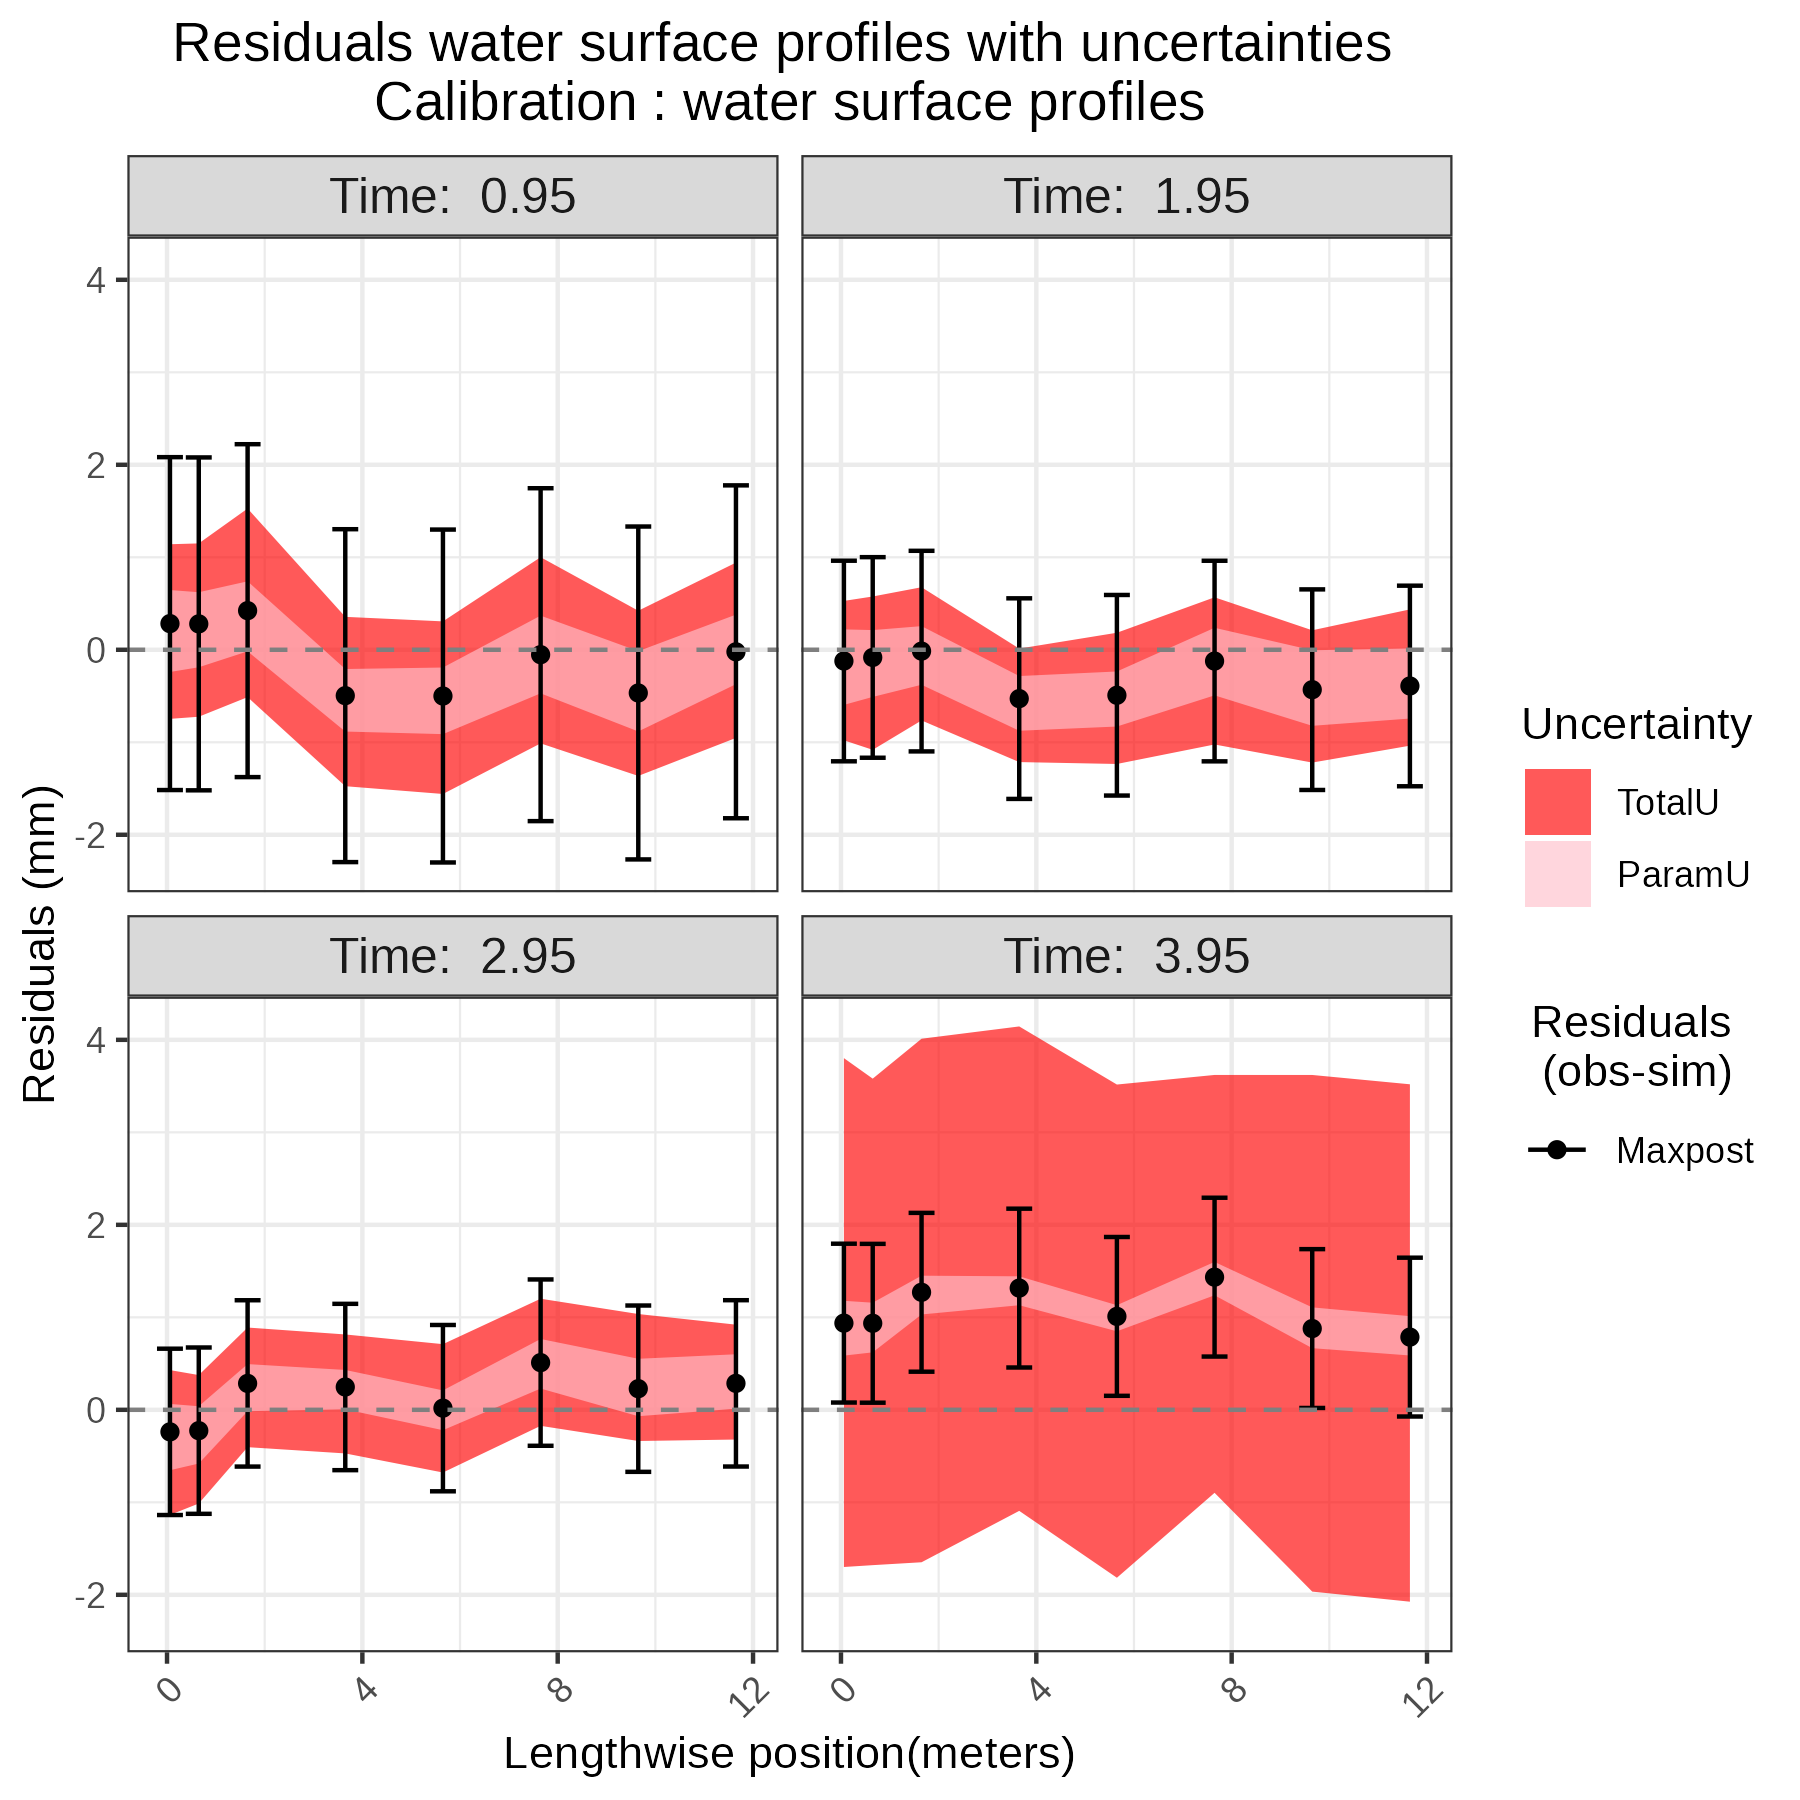 Residuals water surface profiles with uncertainties
Calibration : water surface profiles
Time:  0.95
Time:  1.95
4
2
0
-2
Time:  2.95
Time:  3.95
4
2
0
-2
0
4
8
12
0
4
8
12
Lengthwise position(meters)
Residuals (mm)
Uncertainty
TotalU
ParamU
Residuals
(obs-sim)
Maxpost